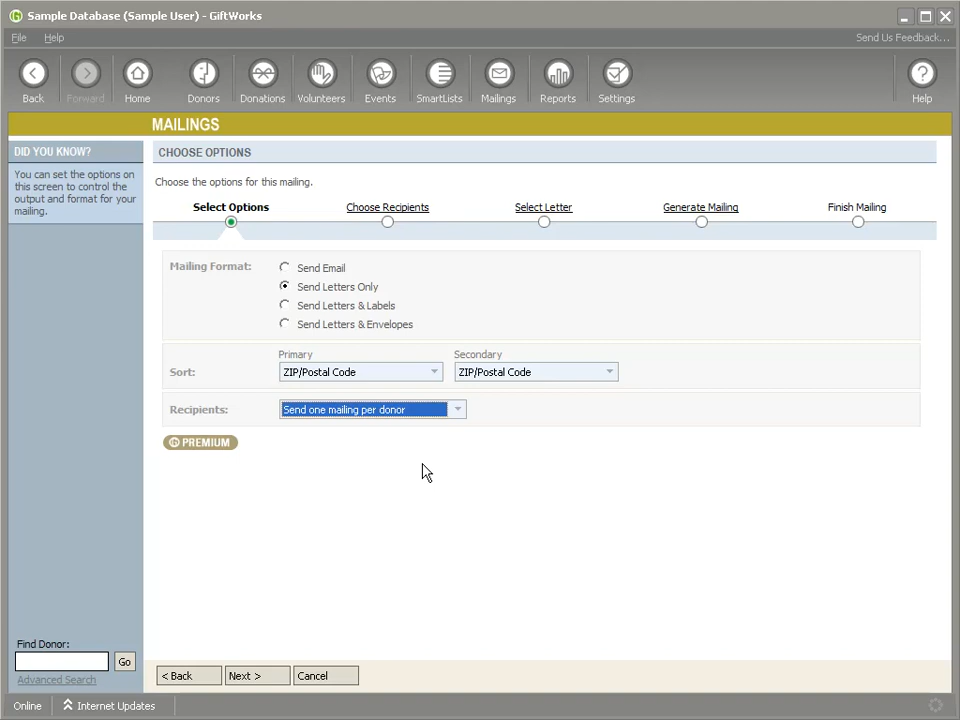 Sample Database (Sample User) - GiftWorks
File Help Send Us Feedback...
Back Forward Home Donors Donations Volunteers Events SmartLists Mailings Reports Settings Help
MAILINGS
DID YOU KNOW?
You can set the options on
this screen to control the
output and format for your
mailing.
CHOOSE OPTIONS
Choose the options for this mailing.
Select Options Choose Recipients Select Letter Generate Mailing Finish Mailing
Mailing Format: Send Email
Send Letters Only
Send Letters & Labels
Send Letters & Envelopes
Primary Secondary
Sort: ZIP/Postal Code ZIP/Postal Code
Recipients: Send one mailing per donor
PREMIUM
Find Donor:
Go
Advanced Search
< Back Next > Cancel
Online Internet Updates